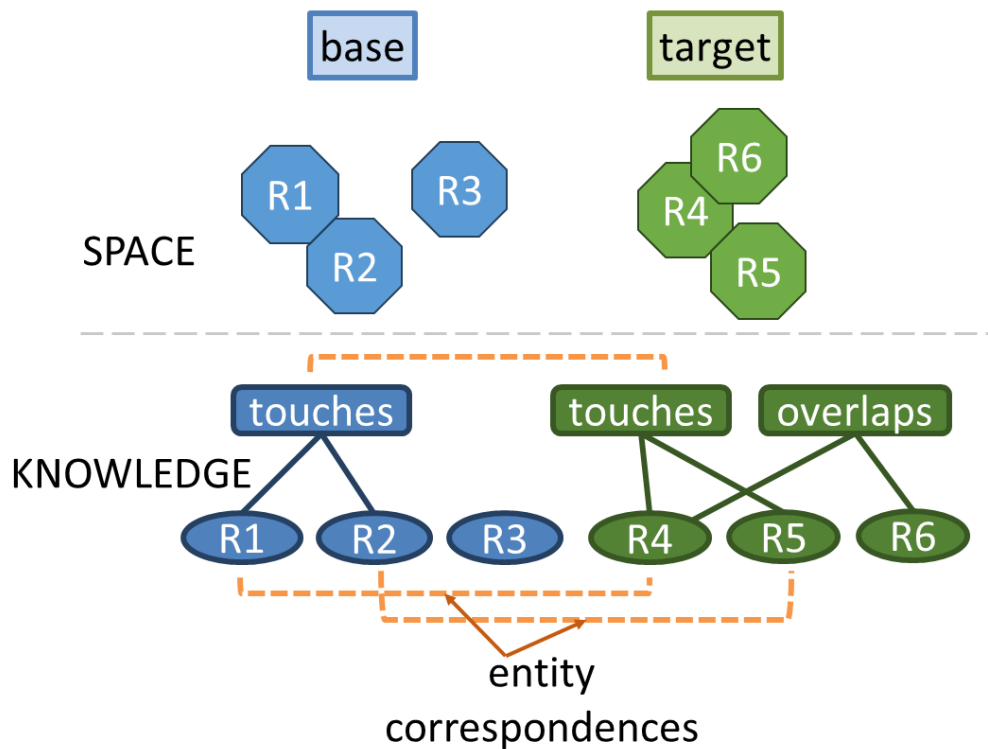 base target
R1 R3 R6
R4
SPACE R2 R5
touches touches overlaps
KNOWLEDGE
R1 R2 R3 R4 R5 R6
entity
correspondences